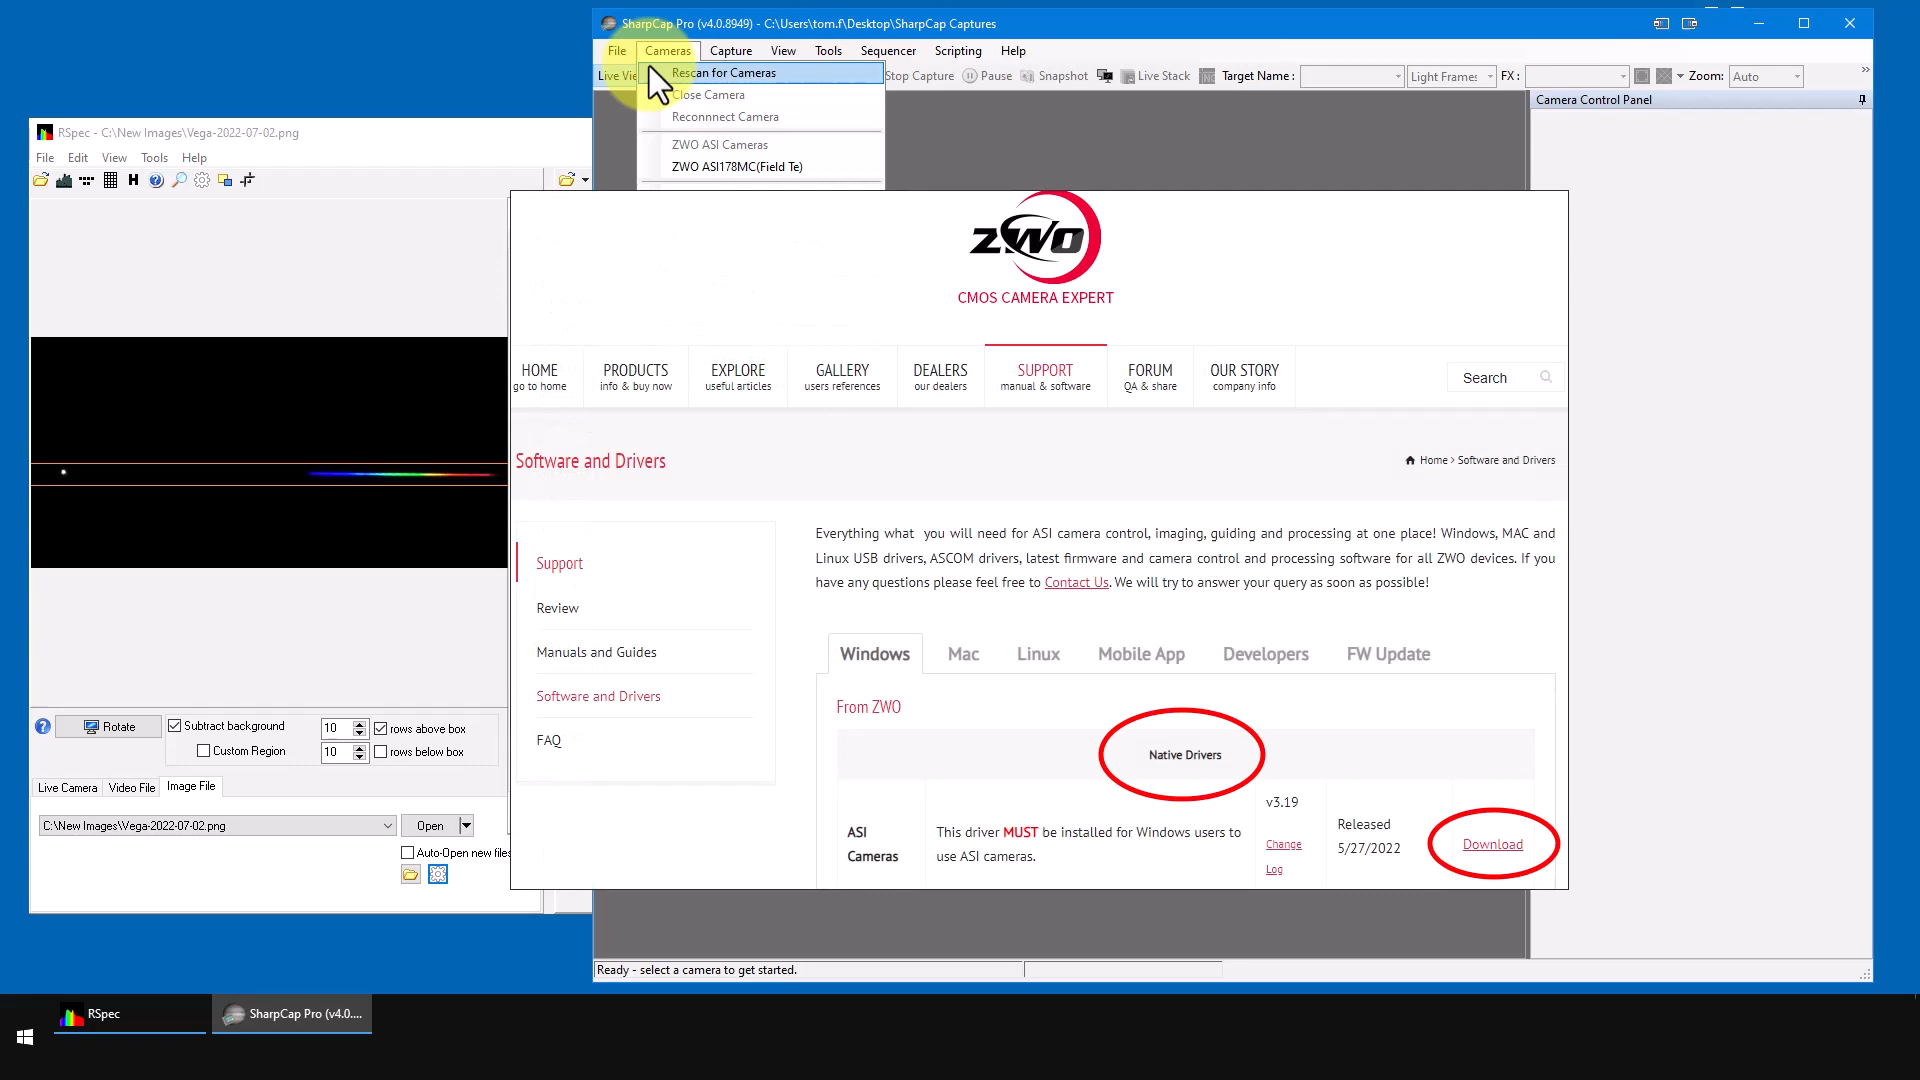 SharpCap Pro (v4.0.8949) - C:\Users\tom.f\Desktop\SharpCap Captures
File Cameras Capture View Tools Sequencer Scripting Help
Live Vie Stop Capture Pause Snapshot Live Stack Target Name : Light Frames FX : Zoom: Auto
Rescan for Cameras
Close Camera
Reconnnect Camera
ZWO ASI Cameras
ZWO ASI178MC(Field Te)
Camera Control Panel
RSpec - C:\New Images\Vega-2022-07-02.png
File Edit View Tools Help
H
ZWO
CMOS CAMERA EXPERT
HOME
go to home
PRODUCTS
info & buy now
EXPLORE
useful articles
GALLERY
users references
DEALERS
our dealers
SUPPORT
manual & software
FORUM
QA & share
OUR STORY
company info
Search
Software and Drivers
Home > Software and Drivers
Support
Review
Manuals and Guides
Software and Drivers
FAQ
Everything what you will need for ASI camera control, imaging, guiding and processing at one place! Windows, MAC and
Linux USB drivers, ASCOM drivers, latest firmware and camera control and processing software for all ZWO devices. If you
have any questions please feel free to Contact Us. We will try to answer your query as soon as possible!
Windows Mac Linux Mobile App Developers FW Update
From ZWO
Native Drivers
ASI
Cameras
This driver MUST be installed for Windows users to
use ASI cameras.
v3.19
Change
Log
Released
5/27/2022
Download
Rotate
Subtract background 10 rows above box
Custom Region 10 rows below box
Live Camera Video File Image File
C:\New Images\Vega-2022-07-02.png Open
Auto-Open new files
Ready - select a camera to get started.
RSpec
SharpCap Pro (v4.0....